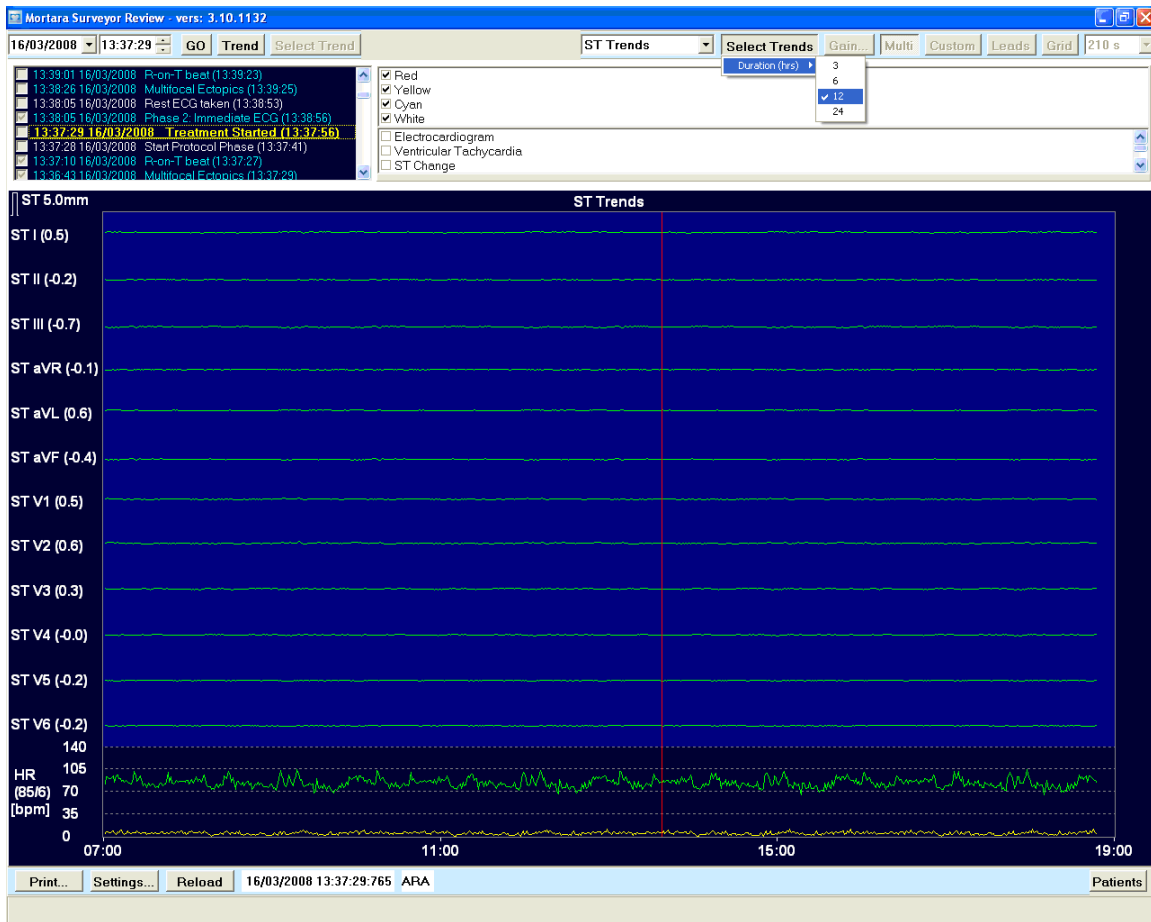 Mortara Surveyor Review - vers: 3.10.1132
16/03/2008 13:37:29 GO Trend Select Trend ST Trends Select Trends Gain... Multi Custom Leads Grid 210 s
Duration (hrs)
3
6
12
24
13:39:01 16/03/2008 R-on-T beat (13:39:23)
13:38:26 16/03/2008 Multifocal Ectopics (13:39:25)
13:38:05 16/03/2008 Rest ECG taken (13:38:53)
13:38:05 16/03/2008 Phase 2: Immediate ECG (13:38:56)
13:37:29 16/03/2008 Treatment Started (13:37:56)
13:37:28 16/03/2008 Start Protocol Phase (13:37:41)
13:37:10 16/03/2008 R-on-T beat (13:37:27)
13:36:43 16/03/2008 Multifocal Ectopics (13:37:29)
Red
Yellow
Cyan
White
Electrocardiogram
Ventricular Tachycardia
ST Change
ST 5.0mm
ST Trends
ST I (0.5)
ST II (-0.2)
ST III (-0.7)
ST aVR (-0.1)
ST aVL (0.6)
ST aVF (-0.4)
ST V1 (0.5)
ST V2 (0.6)
ST V3 (0.3)
ST V4 (-0.0)
ST V5 (-0.2)
ST V6 (-0.2)
140
HR 105
(85/6) 70
[bpm] 35
0
07:00 11:00 15:00 19:00
Print... Settings... Reload 16/03/2008 13:37:29:765 ARA Patients